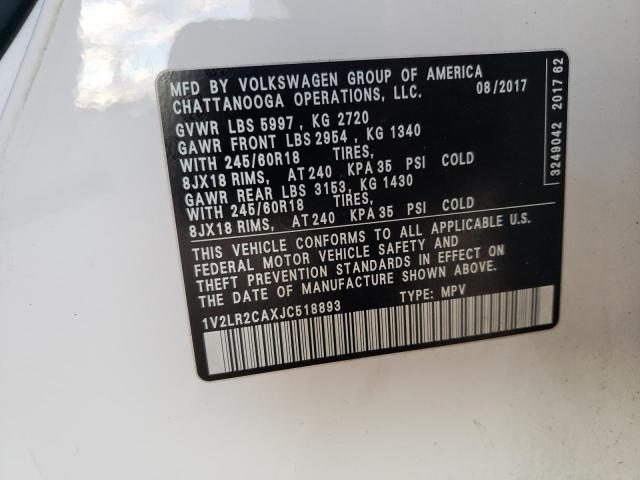 MFD BY VOLKSWAGEN GROUP OF AMERICA
CHATTANOOGA OPERATIONS, LLC. 08/2017
GVWR LBS 5997 , KG 2720
GAWR FRONT LBS 2954 , KG 1340
WITH 245/60R18 TIRES,
8JX18 RIMS, AT 240 KPA 35 PSI COLD
GAWR REAR LBS 3153, KG 1430
WITH 245/60R18 TIRES,
8JX18 RIMS, AT 240 KPA 35 PSI COLD
THIS VEHICLE CONFORMS TO ALL APPLICABLE U.S.
FEDERAL MOTOR VEHICLE SAFETY AND
THEFT PREVENTION STANDARDS IN EFFECT ON
THE DATE OF MANUFACTURE SHOWN ABOVE.
1V2LR2CAXJC518893 TYPE: MPV
3249042 2017 62